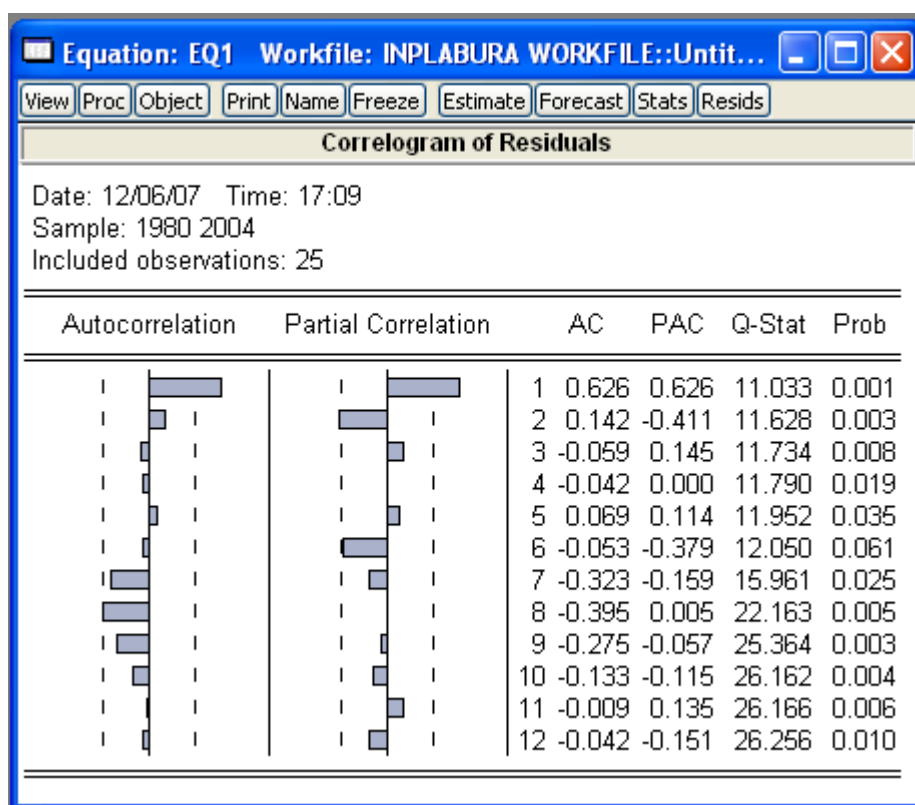 Equation: EQ1 Workfile: INPLABURA WORKFILE::Untit...
View Proc Object Print Name Freeze Estimate Forecast Stats Resids
Correlogram of Residuals
Date: 12/06/07 Time: 17:09
Sample: 1980 2004
Included observations: 25
Autocorrelation Partial Correlation AC PAC Q-Stat Prob
1 0.626 0.626 11.033 0.001
2 0.142 -0.411 11.628 0.003
3 -0.059 0.145 11.734 0.008
4 -0.042 0.000 11.790 0.019
5 0.069 0.114 11.952 0.035
6 -0.053 -0.379 12.050 0.061
7 -0.323 -0.159 15.961 0.025
8 -0.395 0.005 22.163 0.005
9 -0.275 -0.057 25.364 0.003
10 -0.133 -0.115 26.162 0.004
11 -0.009 0.135 26.166 0.006
12 -0.042 -0.151 26.256 0.010